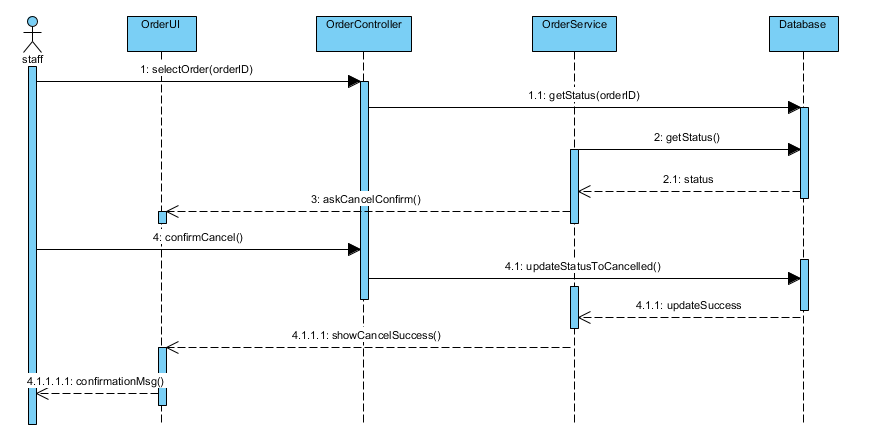 OrderUI
OrderController
OrderService
Database
staff
1: selectOrder(orderID)
1.1: getStatus(orderID)
2: getStatus()
2.1: status
3: askCancelConfirm()
4: confirmCancel()
4.1: updateStatusToCancelled()
4.1.1: updateSuccess
4.1.1.1: showCancelSuccess()
4.1.1.1.1: confirmationMsg()